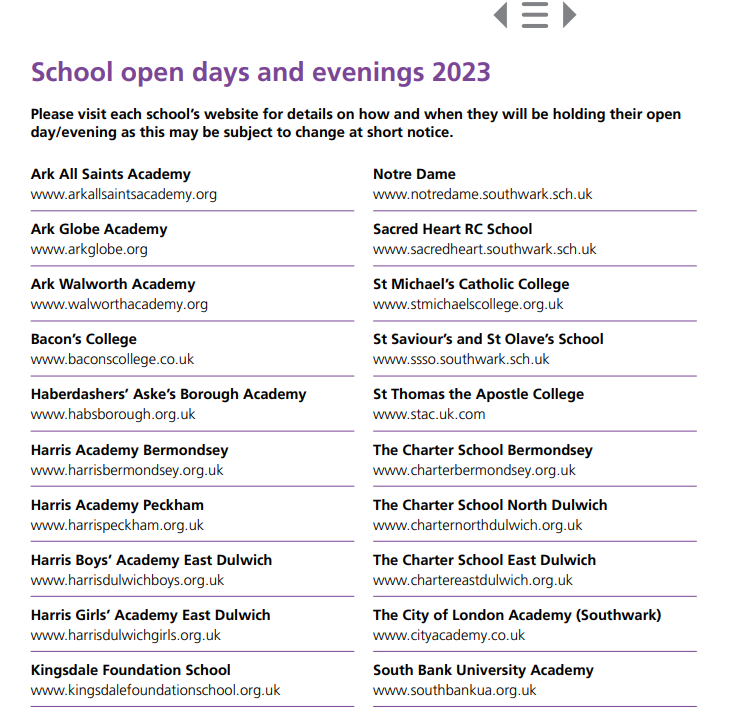 School open days and evenings 2023
Please visit each school's website for details on how and when they will be holding their open
day/evening as this may be subject to change at short notice.
Ark All Saints Academy
www.arkallsaintsacademy.org
Ark Globe Academy
www.arkglobe.org
Ark Walworth Academy
www.walworthacademy.org
Bacon's College
www.baconscollege.co.uk
Haberdashers' Aske's Borough Academy
www.habsborough.org.uk
Harris Academy Bermondsey
www.harrisbermondsey.org.uk
Harris Academy Peckham
www.harrispeckham.org.uk
Harris Boys' Academy East Dulwich
www.harrisdulwichboys.org.uk
Harris Girls' Academy East Dulwich
www.harrisdulwichgirls.org.uk
Kingsdale Foundation School
www.kingsdalefoundationschool.org.uk
Notre Dame
www.notredame.southwark.sch.uk
Sacred Heart RC School
www.sacredheart.southwark.sch.uk
St Michael's Catholic College
www.stmichaelscollege.org.uk
St Saviour's and St Olave's School
www.ssso.southwark.sch.uk
St Thomas the Apostle College
www.stac.uk.com
The Charter School Bermondsey
www.charterbermondsey.org.uk
The Charter School North Dulwich
www.charternorthdulwich.org.uk
The Charter School East Dulwich
www.chartereastdulwich.org.uk
The City of London Academy (Southwark)
www.cityacademy.co.uk
South Bank University Academy
www.southbankua.org.uk